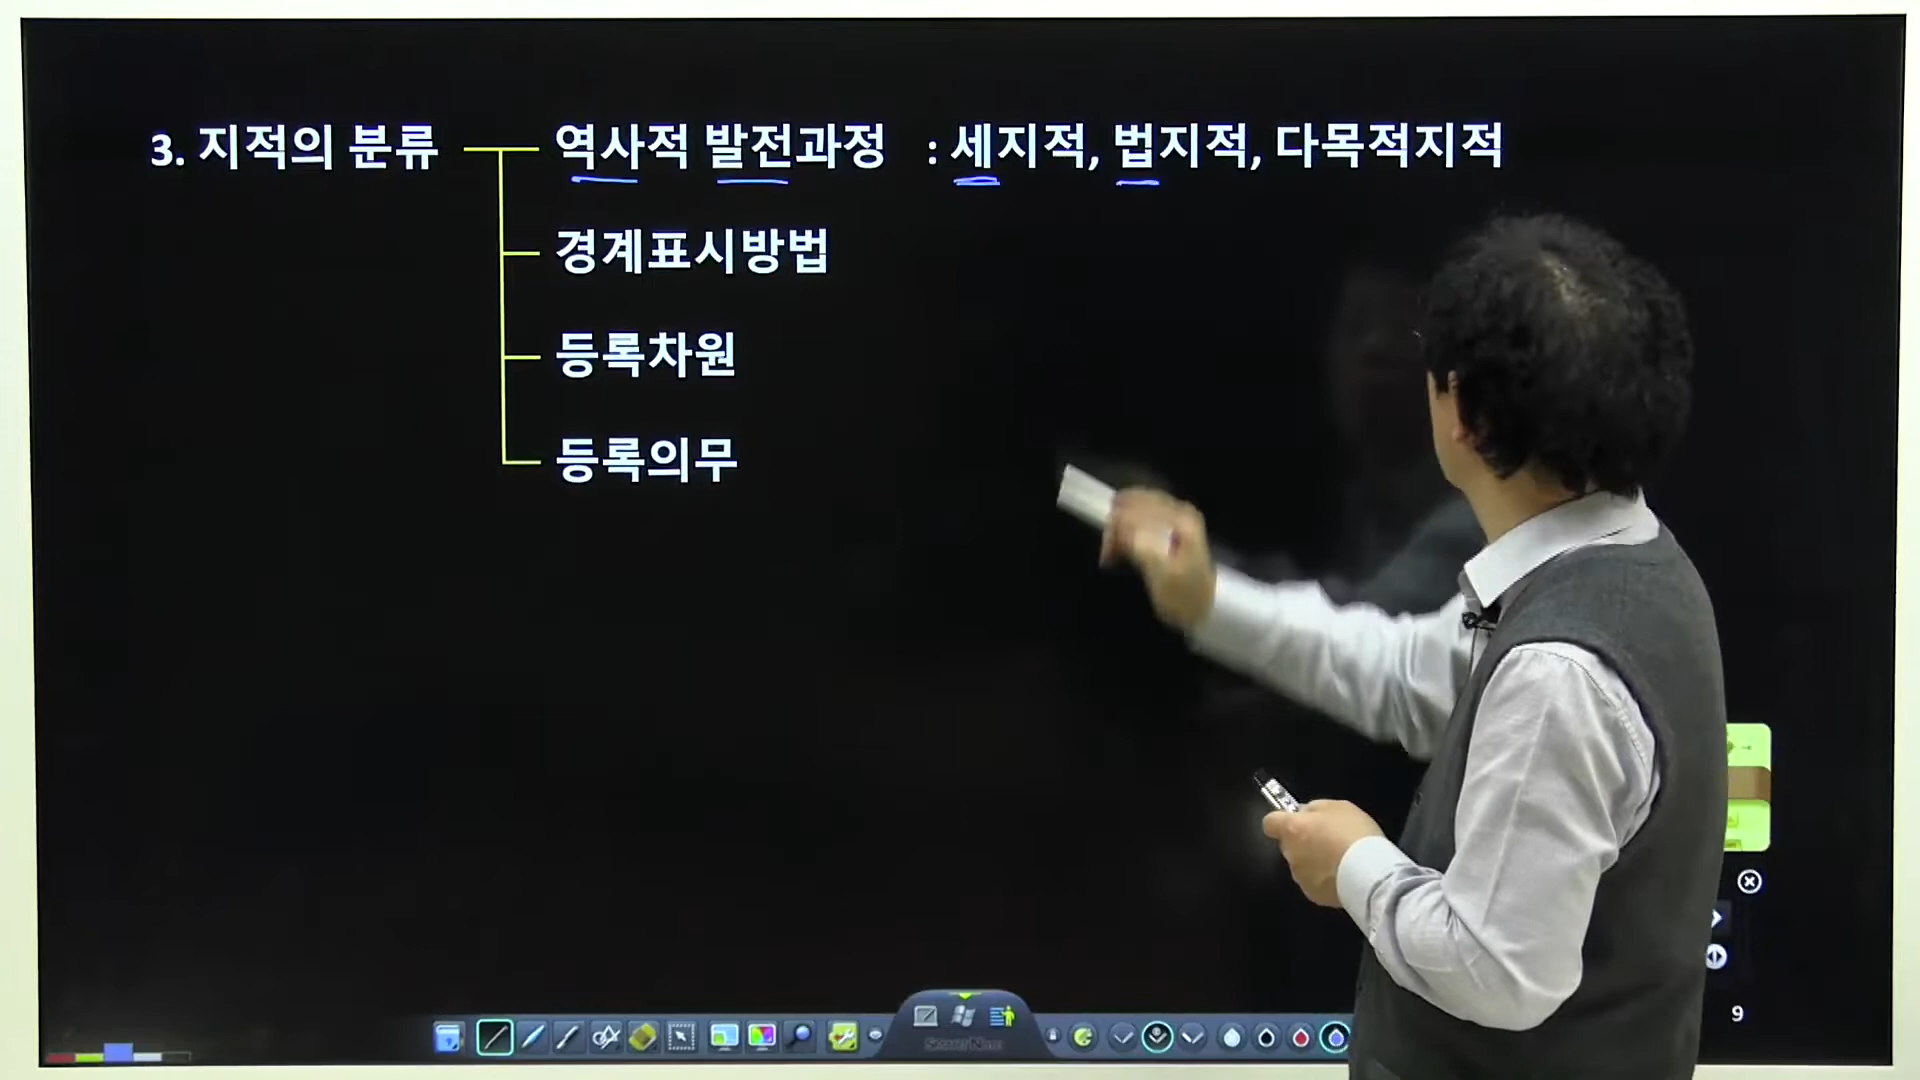 3. 지적의 분류 역사적 발전과정 : 세지적, 법지적, 다목적지적
경계표시방법
등록차원
등록의무
9